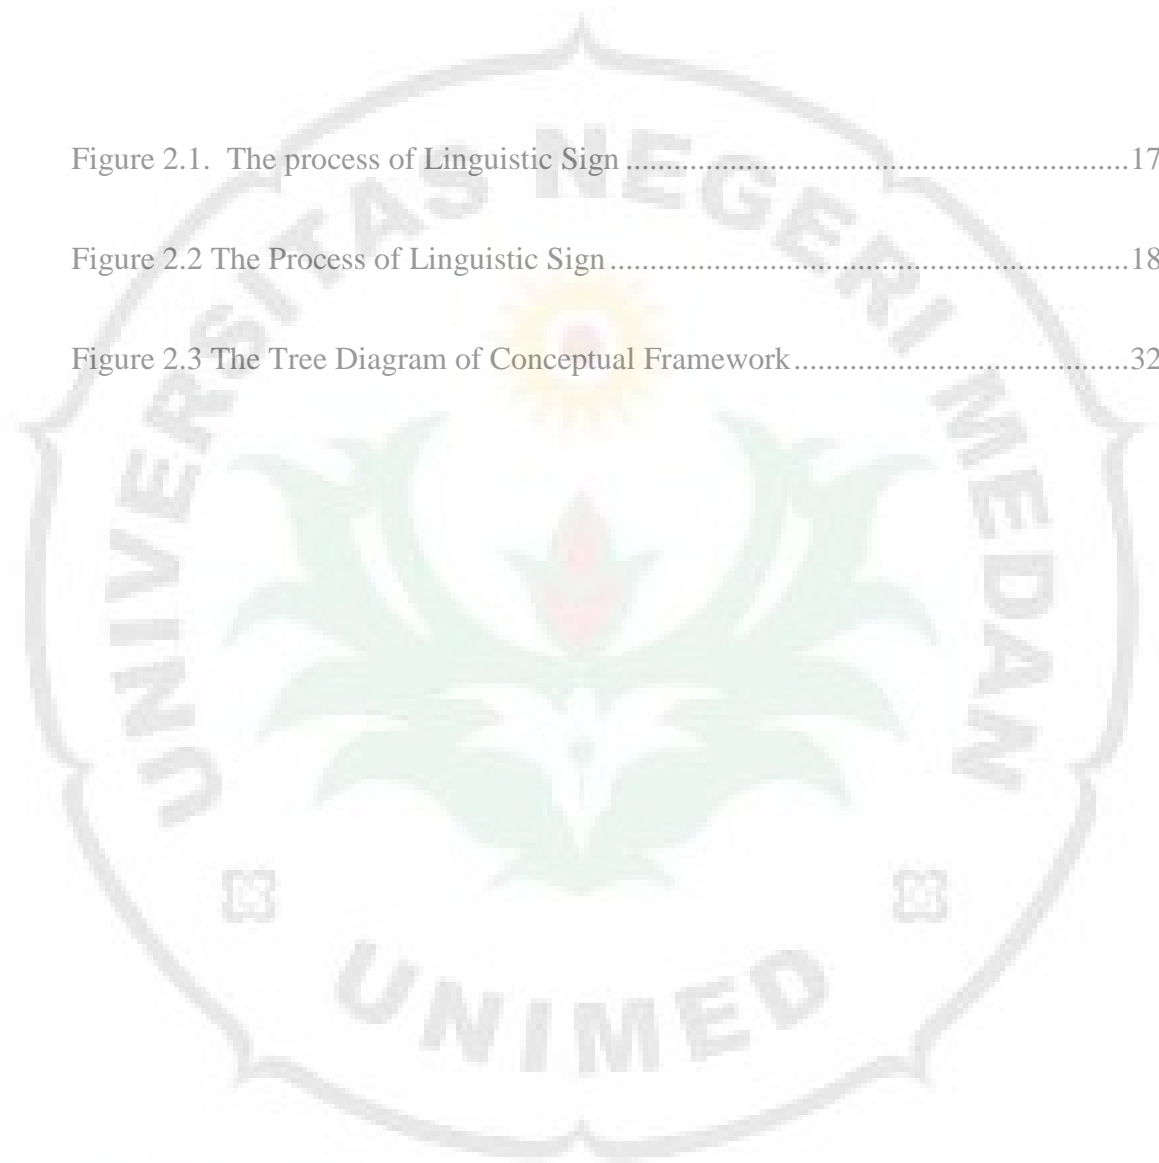 Figure 2.1.  The process of Linguistic Sign ............................................................... 17
Figure 2.2 The Process of Linguistic Sign ................................................................. 18
Figure 2.3 The Tree Diagram of Conceptual Framework .......................................... 32
UNIVERSITAS NEGERI MEDAN
UNIMED